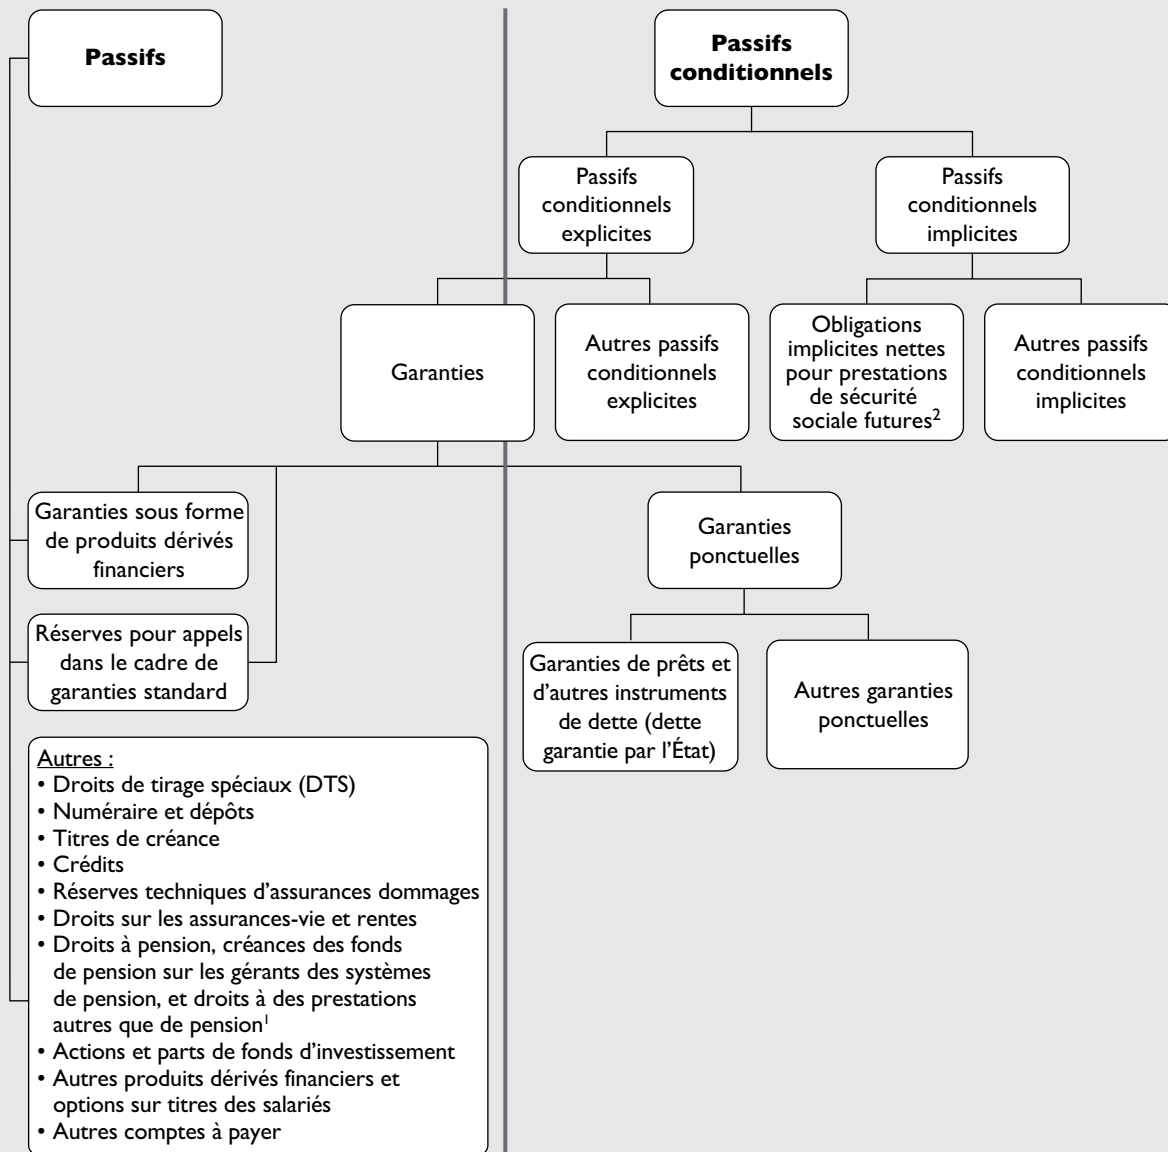 Passifs
Passifs
conditionnels
Passifs
conditionnels
explicites
Passifs
conditionnels
implicites
Garanties
Autres passifs
conditionnels
explicites
Obligations
implicites nettes
pour prestations
de sécurité
sociale futures²
Autres passifs
conditionnels
implicites
Garanties sous forme
de produits dérivés
financiers
Garanties
ponctuelles
Réserves pour appels
dans le cadre de
garanties standard
Garanties de prêts et
d'autres instruments
de dette (dette
garantie par l'État)
Autres garanties
ponctuelles
Autres :
• Droits de tirage spéciaux (DTS)
• Numéraire et dépôts
• Titres de créance
• Crédits
• Réserves techniques d'assurances dommages
• Droits sur les assurances-vie et rentes
• Droits à pension, créances des fonds
de pension sur les gérants des systèmes
de pension, et droits à des prestations
autres que de pension¹
• Actions et parts de fonds d'investissement
• Autres produits dérivés financiers et
options sur titres des salariés
• Autres comptes à payer